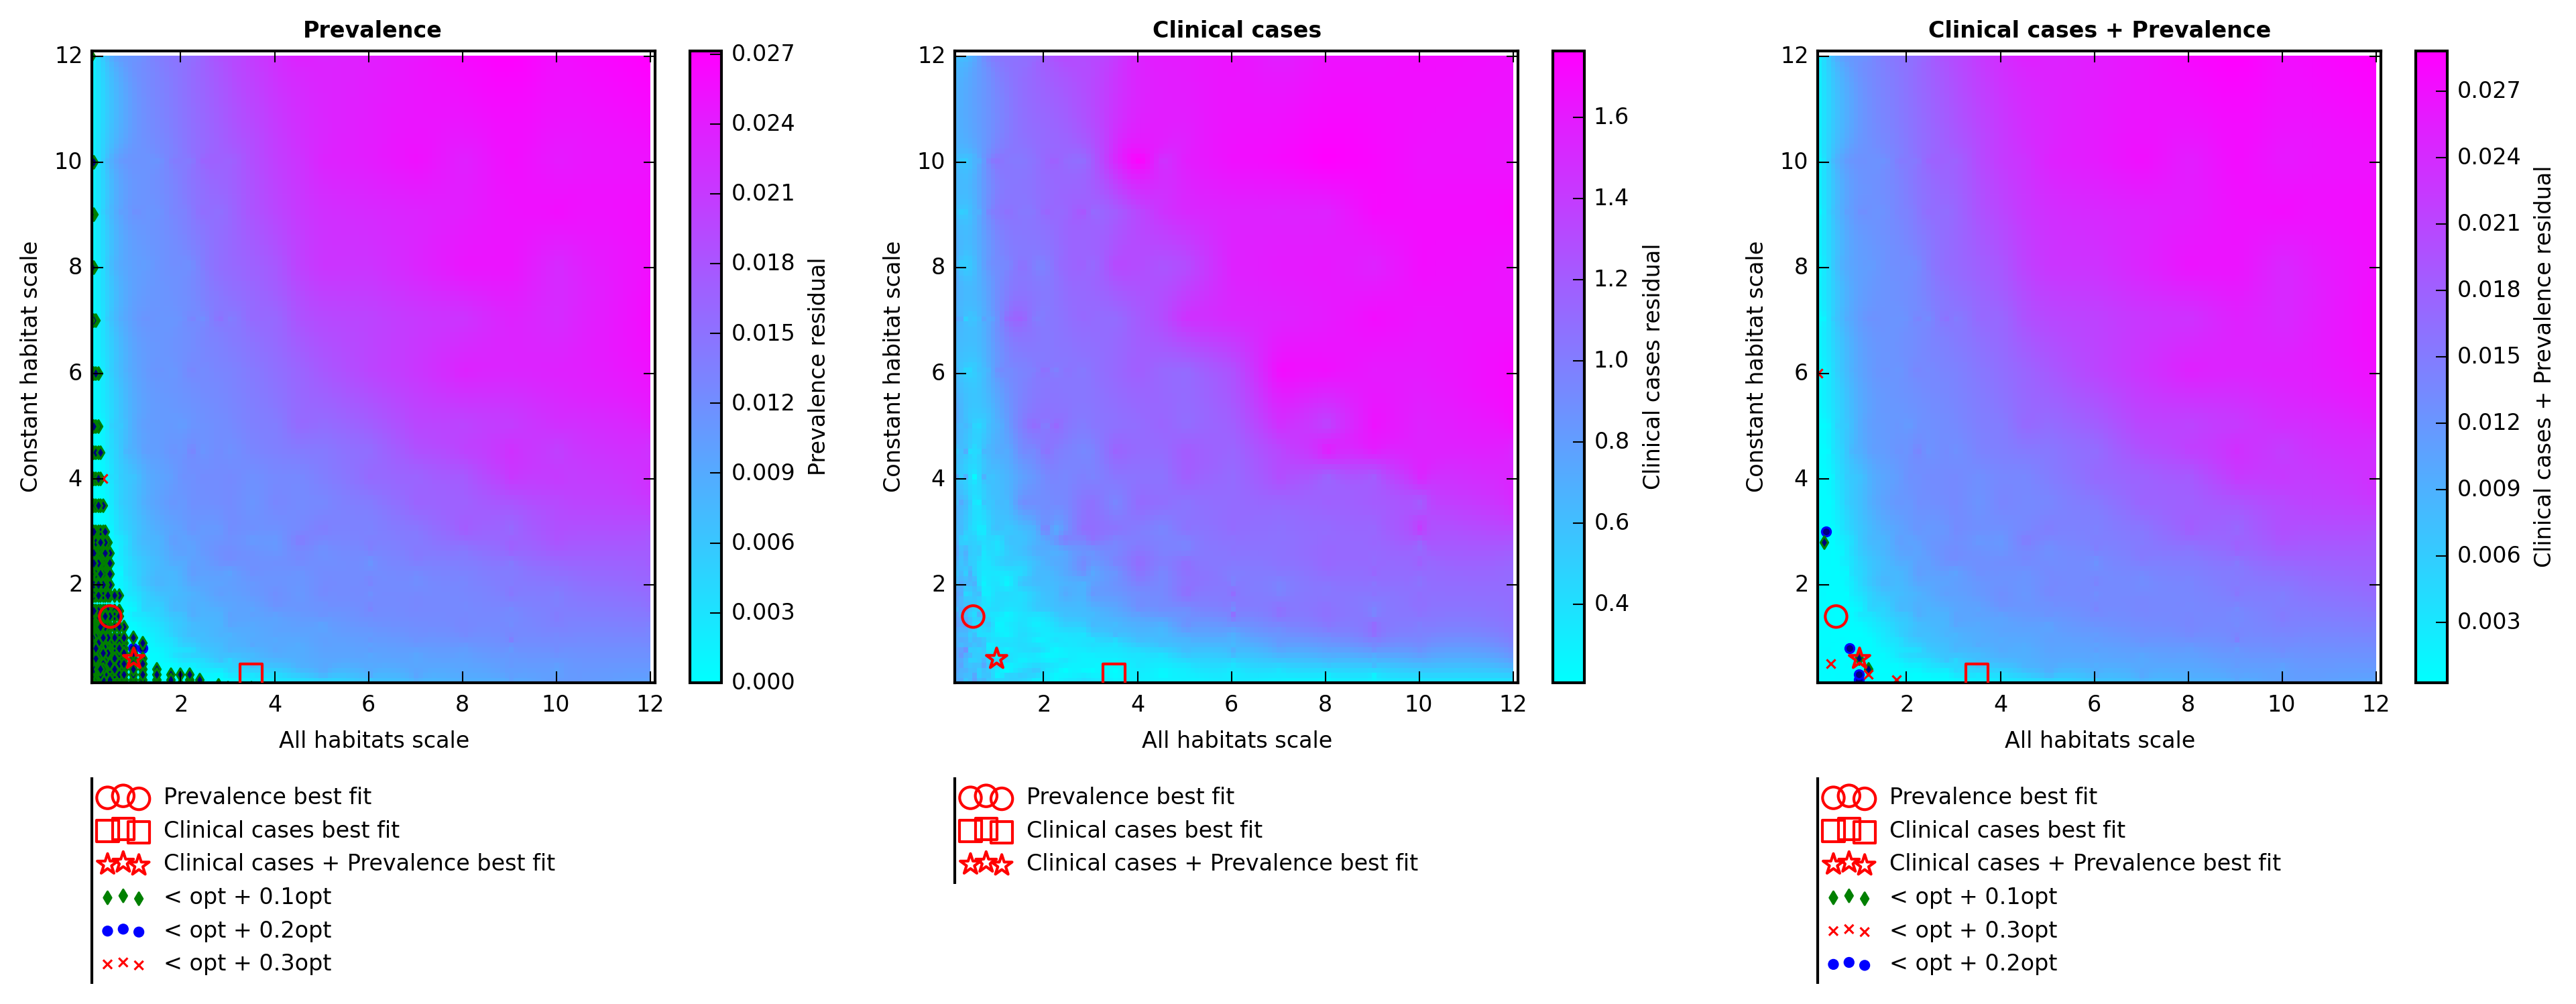 Prevalence
Constant habitat scale
12
10
8
6
4
2
2 4 6 8 10 12
All habitats scale
0.027
0.024
0.021
0.018
0.015
0.012
0.009
0.006
0.003
0.000
Prevalence residual
Prevalence best fit
Clinical cases best fit
Clinical cases + Prevalence best fit
< opt + 0.1opt
< opt + 0.2opt
< opt + 0.3opt
Clinical cases
Constant habitat scale
12
10
8
6
4
2
2 4 6 8 10 12
All habitats scale
1.6
1.4
1.2
1.0
0.8
0.6
0.4
Clinical cases residual
Prevalence best fit
Clinical cases best fit
Clinical cases + Prevalence best fit
Clinical cases + Prevalence
Constant habitat scale
12
10
8
6
4
2
2 4 6 8 10 12
All habitats scale
0.027
0.024
0.021
0.018
0.015
0.012
0.009
0.006
0.003
Clinical cases + Prevalence residual
Prevalence best fit
Clinical cases best fit
Clinical cases + Prevalence best fit
< opt + 0.1opt
< opt + 0.3opt
< opt + 0.2opt